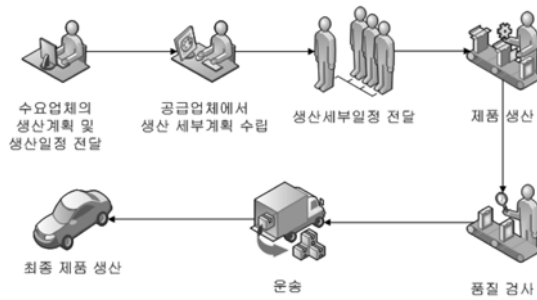 수요업체의
생산계획 및
생산일정 전달
공급업체에서
생산 세부계획 수립
생산세부일정 전달
제품 생산
최종 제품 생산
운송
품질 검사